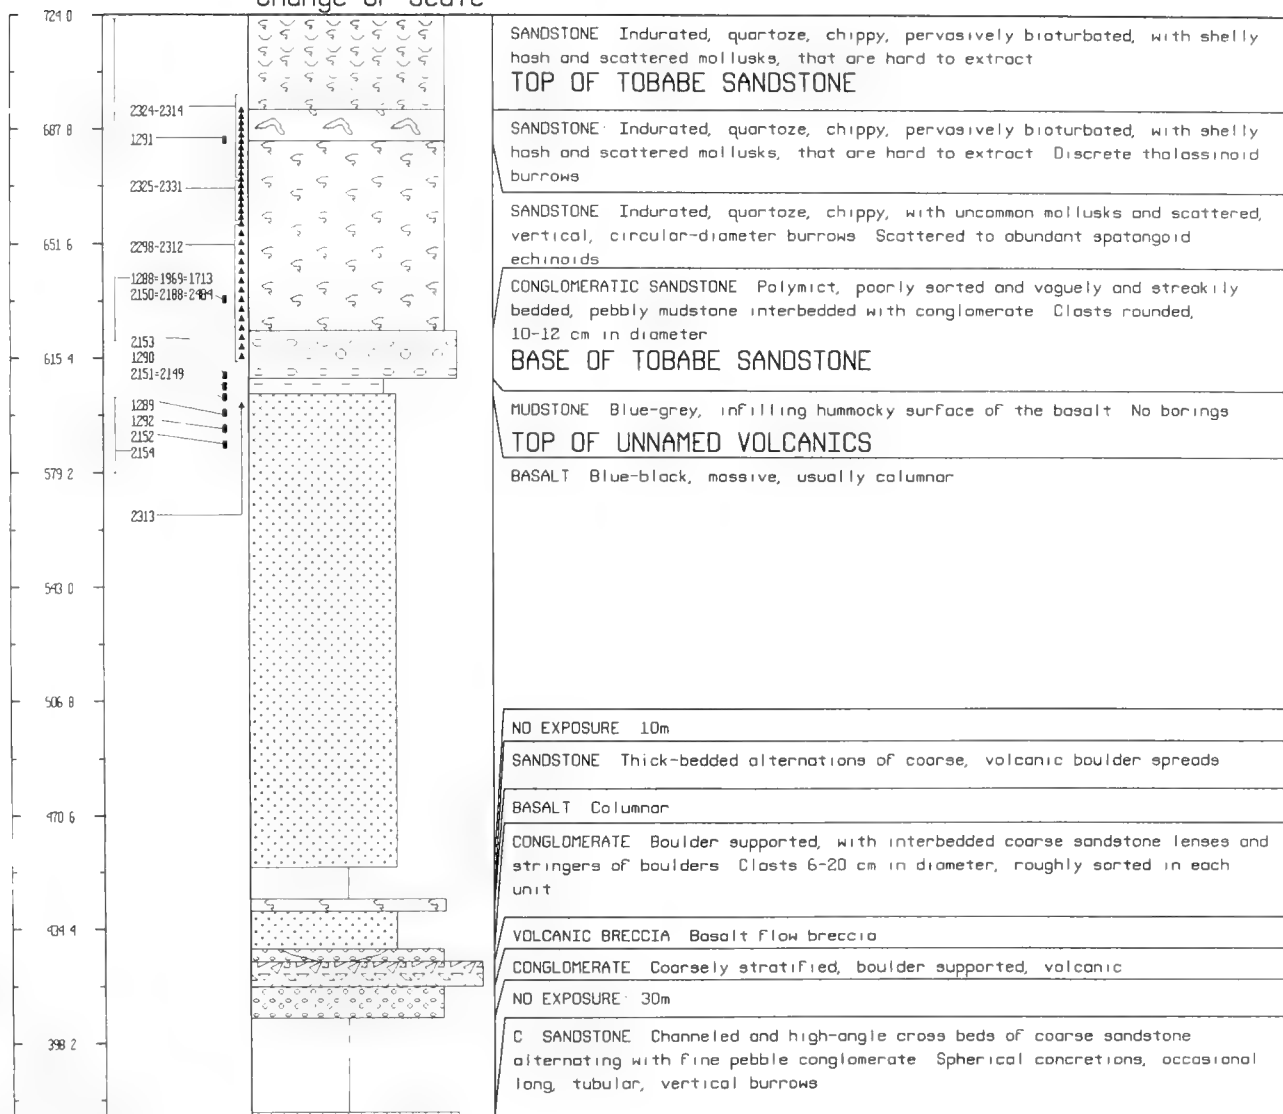 Change of Scale
724 0
687 8
651 6
615 4
579 2
543 0
506 8
470 6
434 4
398 2
2324-2314
1291
2325-2331
2298-2312
1288=1969=1713
2150=2188=2484
2153
1290
2151=2149
1289
1292
2152
2154
2313
SANDSTONE Indurated, quartoze, chippy, pervasively bioturbated, with shelly
hash and scattered mollusks, that are hard to extract
TOP OF TOBABE SANDSTONE
SANDSTONE Indurated, quartoze, chippy, pervasively bioturbated, with shelly
hash and scattered mollusks, that are hard to extract Discrete thalassinoid
burrows
SANDSTONE Indurated, quartoze, chippy, with uncommon mollusks and scattered,
vertical, circular-diameter burrows Scattered to abundant spatangoid
echinoids
CONGLOMERATIC SANDSTONE Polymict, poorly sorted and vaguely and streakily
bedded, pebbly mudstone interbedded with conglomerate Clasts rounded,
10-12 cm in diameter
BASE OF TOBABE SANDSTONE
MUDSTONE Blue-grey, infilling hummocky surface of the basalt No borings
TOP OF UNNAMED VOLCANICS
BASALT Blue-black, massive, usually columnar
NO EXPOSURE 10m
SANDSTONE Thick-bedded alternations of coarse, volcanic boulder spreads
BASALT Columnar
CONGLOMERATE Boulder supported, with interbedded coarse sandstone lenses and
stringers of boulders Clasts 6-20 cm in diameter, roughly sorted in each
unit
VOLCANIC BRECCIA Basalt flow breccia
CONGLOMERATE Coarsely stratified, boulder supported, volcanic
NO EXPOSURE 30m
C SANDSTONE Channeled and high-angle cross beds of coarse sandstone
alternating with fine pebble conglomerate Spherical concretions, occasional
long, tubular, vertical burrows